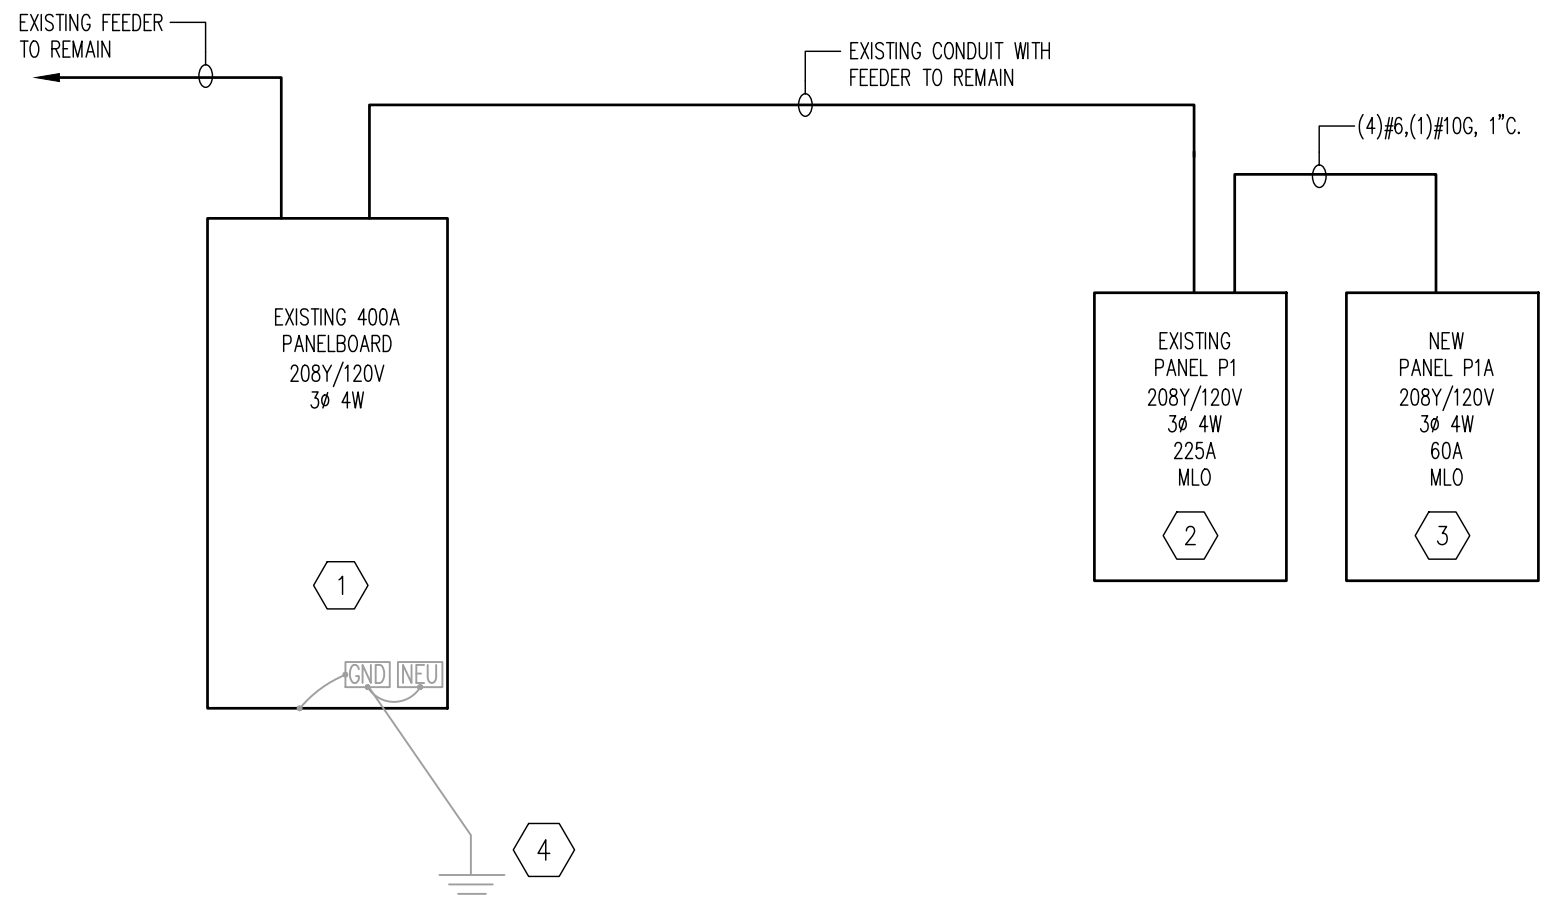 EXISTING FEEDER
TO REMAIN
EXISTING CONDUIT WITH
FEEDER TO REMAIN
(4)#6,(1)#10G, 1"C.
EXISTING 400A
PANELBOARD
208Y/120V
3ø 4W
1
GND NEU
4
EXISTING
PANEL P1
208Y/120V
3ø 4W
225A
MLO
2
NEW
PANEL P1A
208Y/120V
3ø 4W
60A
MLO
3